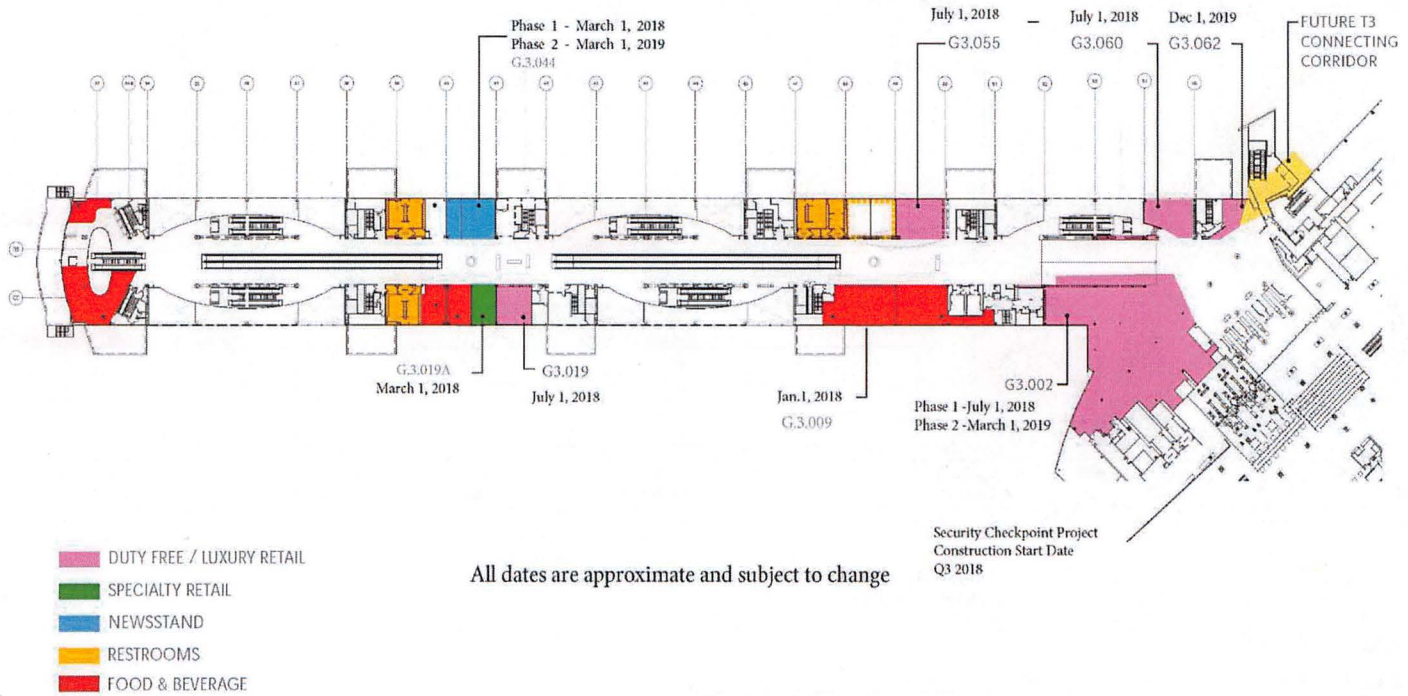 Phase 1 - March 1, 2018
Phase 2 - March 1, 2019
G.3.044
July 1, 2018
G3.055
–
July 1, 2018
G3.060
Dec 1, 2019
G3.062
FUTURE T3
CONNECTING
CORRIDOR
G.3.019A
March 1, 2018
G3.019
July 1, 2018
Jan.1, 2018
G.3.009
G3.002
Phase 1 -July 1, 2018
Phase 2 -March 1, 2019
Security Checkpoint Project
Construction Start Date
Q3 2018
All dates are approximate and subject to change
DUTY FREE / LUXURY RETAIL
SPECIALTY RETAIL
NEWSSTAND
RESTROOMS
FOOD & BEVERAGE